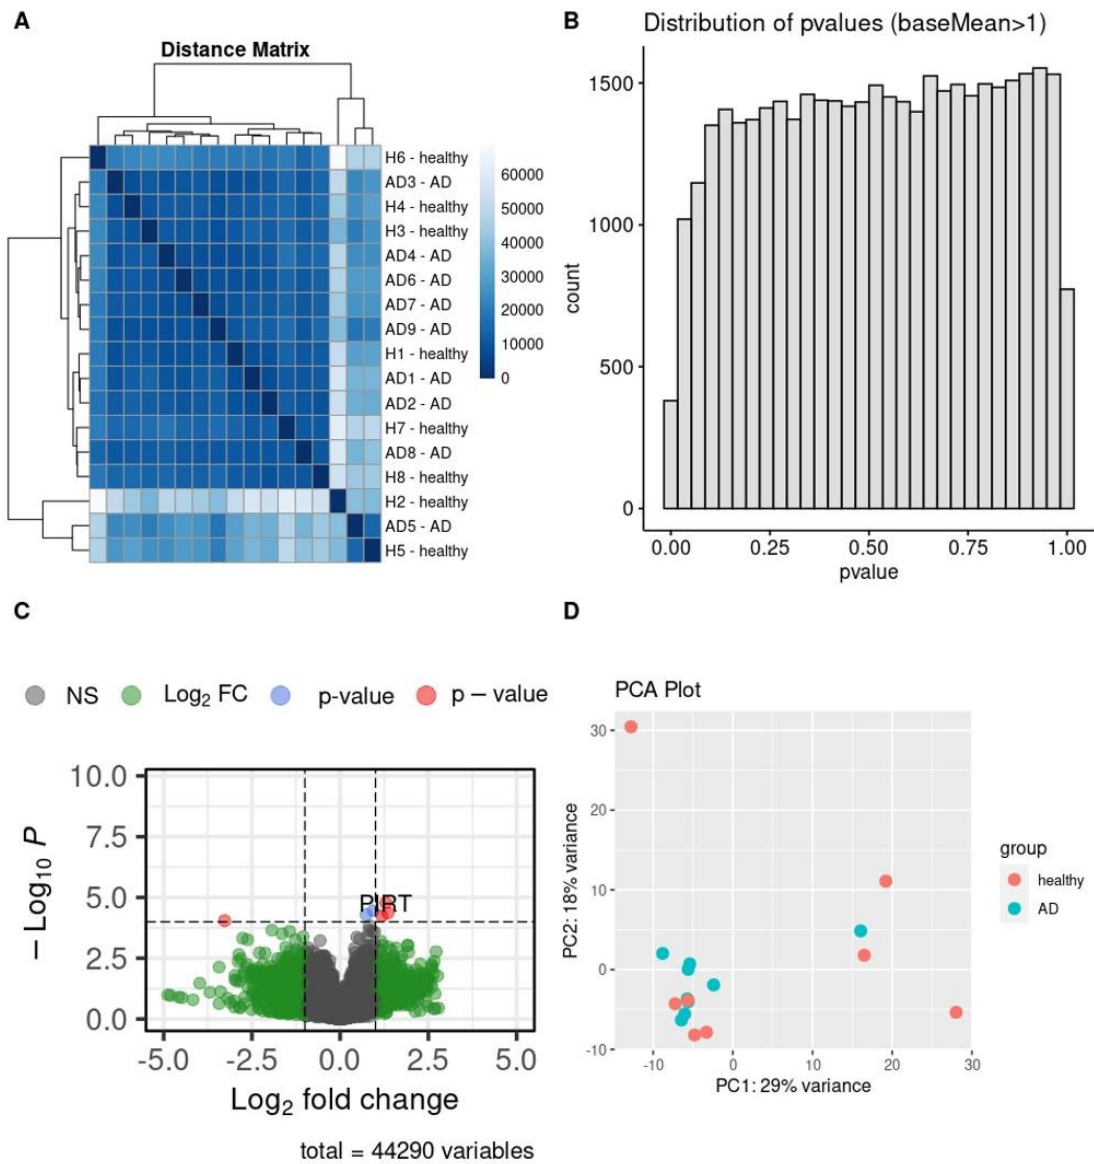 A
Distance Matrix
H6 - healthy
AD3 - AD
H4 - healthy
H3 - healthy
AD4 - AD
AD6 - AD
AD7 - AD
AD9 - AD
H1 - healthy
AD1 - AD
AD2 - AD
H7 - healthy
AD8 - AD
H8 - healthy
H2 - healthy
AD5 - AD
H5 - healthy
60000
50000
40000
30000
20000
10000
0
B
Distribution of pvalues (baseMean>1)
count
1500
1000
500
0
0.00 0.25 0.50 0.75 1.00
pvalue
C
NS Log2 FC p-value p – value
– Log10 P
10.0
7.5
5.0
2.5
0.0
PIRT
-5.0 -2.5 0.0 2.5 5.0
Log2 fold change
total = 44290 variables
D
PCA Plot
PC2: 18% variance
30
20
10
0
-10
-10 0 10 20 30
PC1: 29% variance
group
healthy
AD